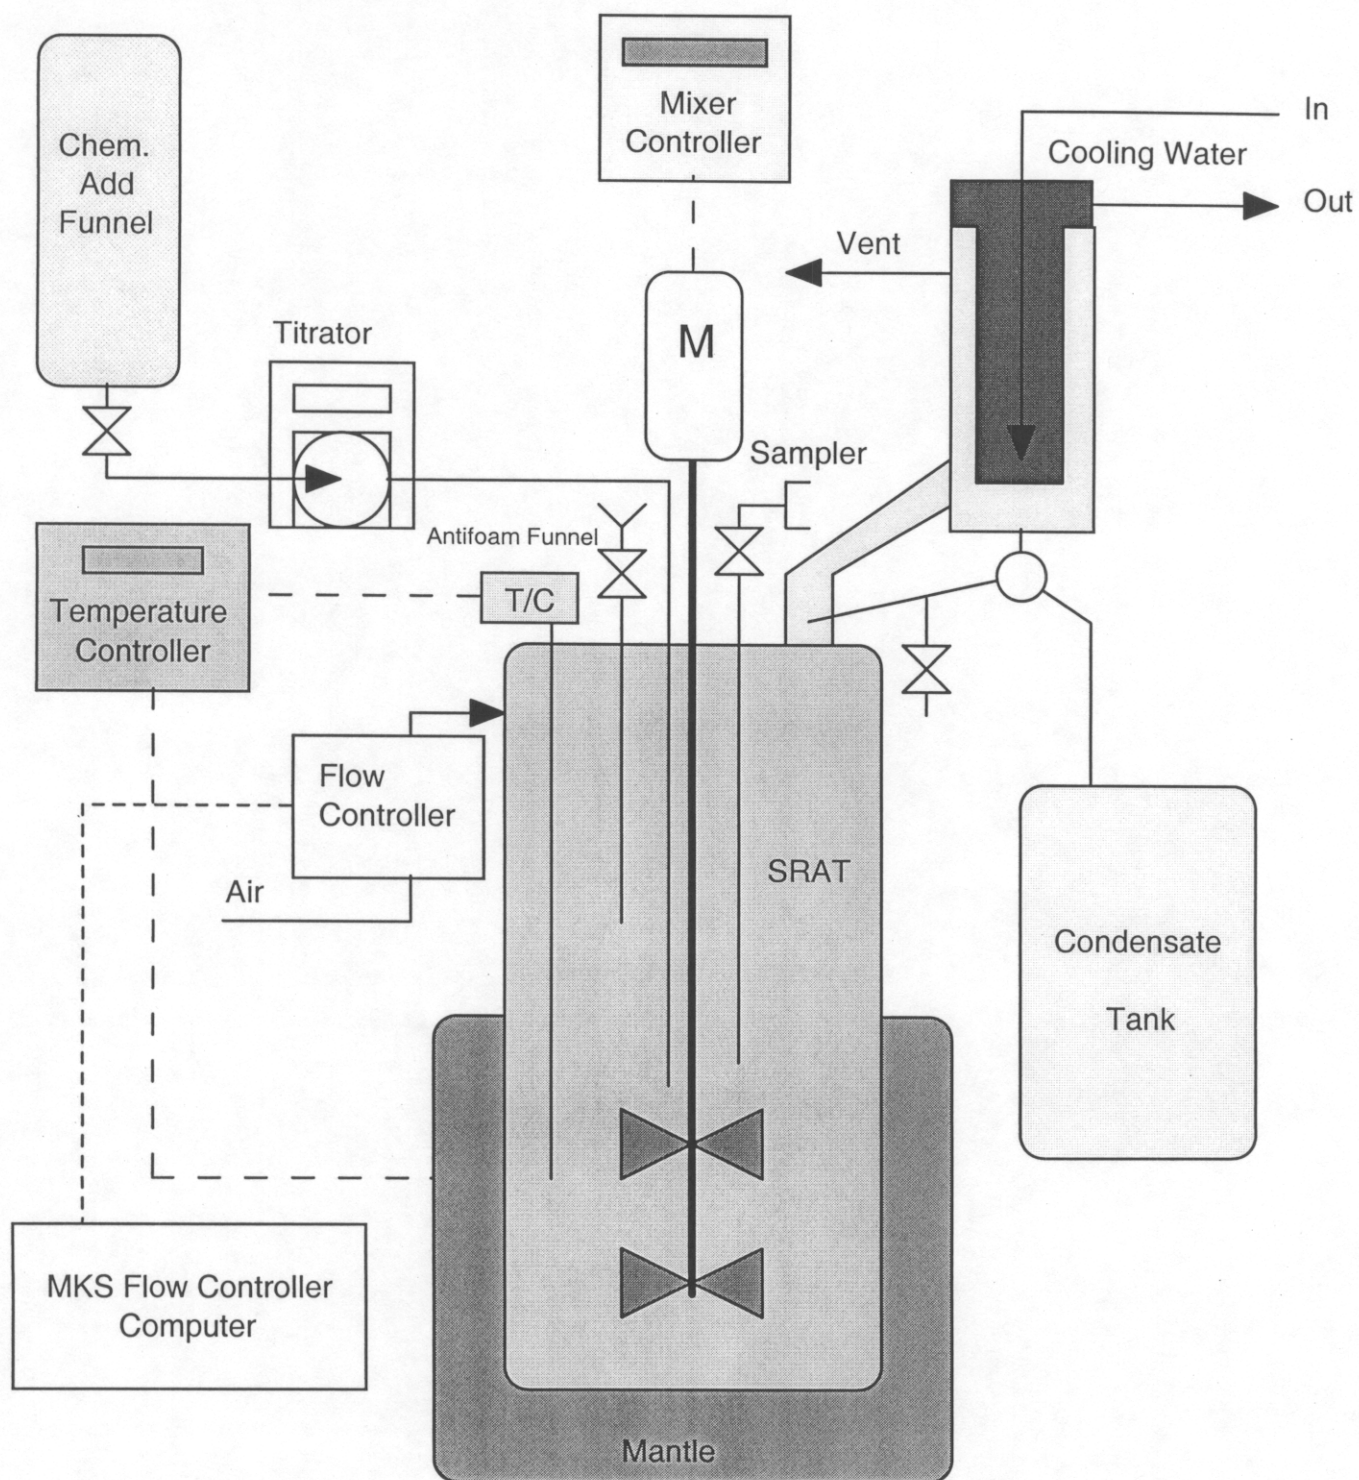 Mixer
Controller
In
Cooling Water
Out
Chem.
Add
Funnel
Vent
Titrator
M
Sampler
Antifoam Funnel
T/C
Temperature
Controller
Flow
Controller
Air
SRAT
Condensate
Tank
MKS Flow Controller
Computer
Mantle